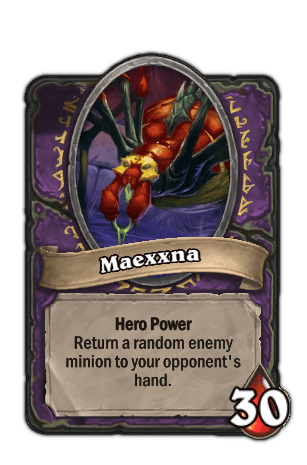 Maexxna
Hero Power
Return a random enemy
minion to your opponent's
hand.
30